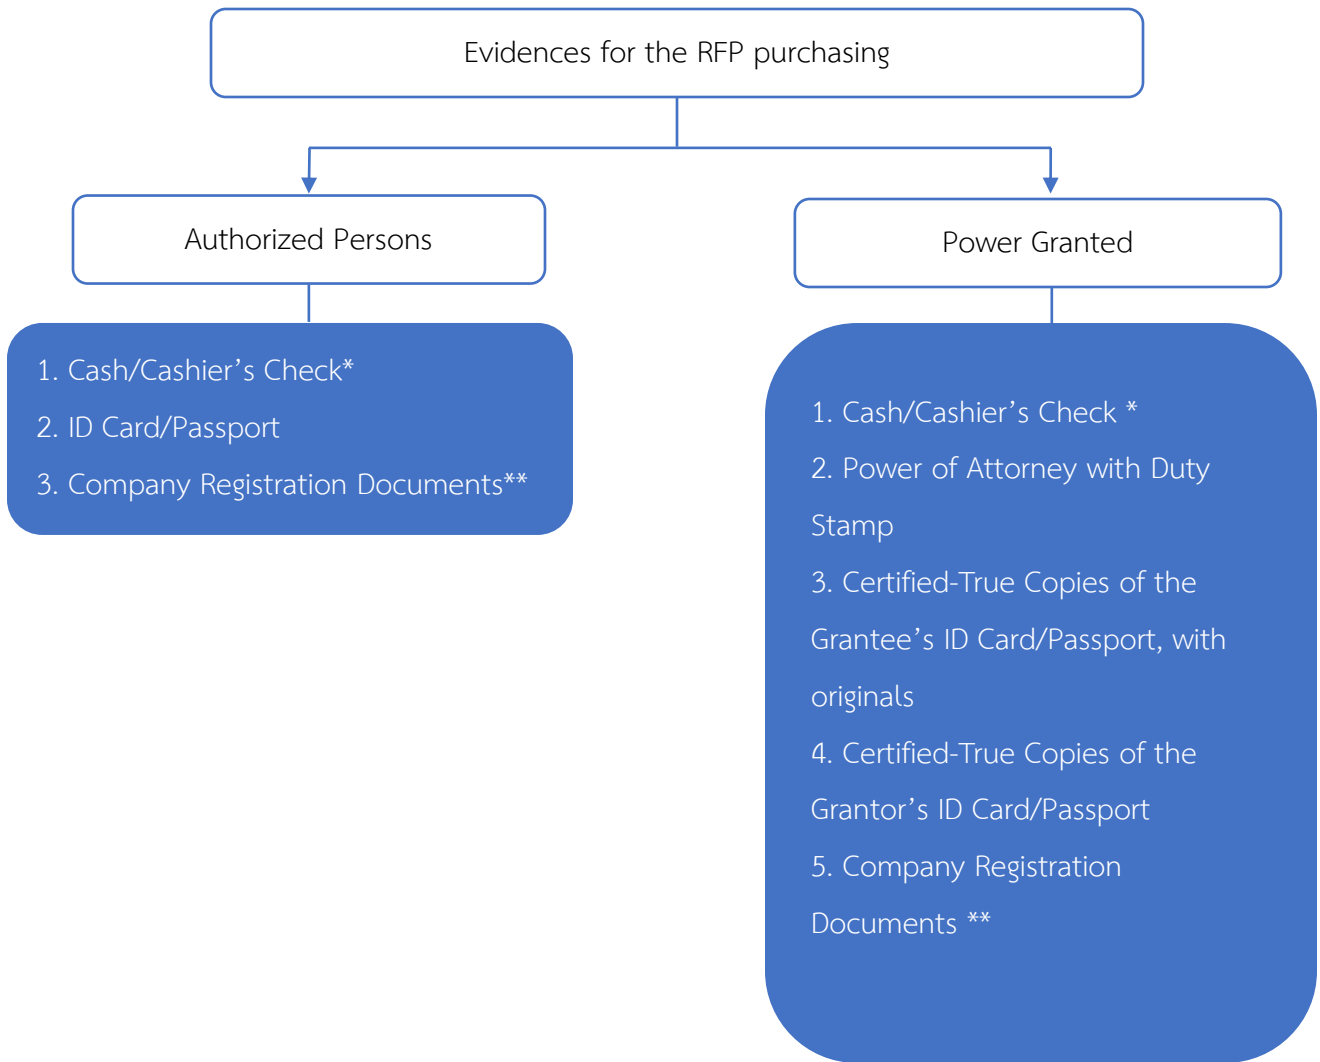 Evidences for the RFP purchasing
Authorized Persons
1. Cash/Cashier’s Check*
2. ID Card/Passport
3. Company Registration Documents**
Power Granted
1. Cash/Cashier’s Check *
2. Power of Attorney with Duty
Stamp
3. Certified-True Copies of the
Grantee’s ID Card/Passport, with
originals
4. Certified-True Copies of the
Grantor’s ID Card/Passport
5. Company Registration
Documents **